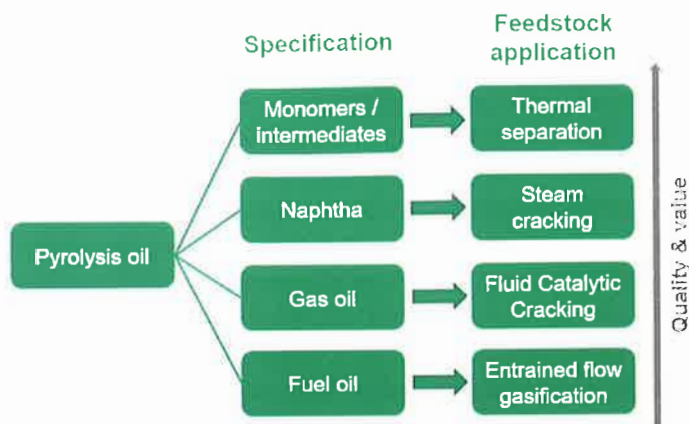 Specification
Feedstock
application
Monomers /
intermediates
Thermal
separation
Naphtha
Steam
cracking
Pyrolysis oil
Gas oil
Fluid Catalytic
Cracking
Fuel oil
Entrained flow
gasification
Quality & value